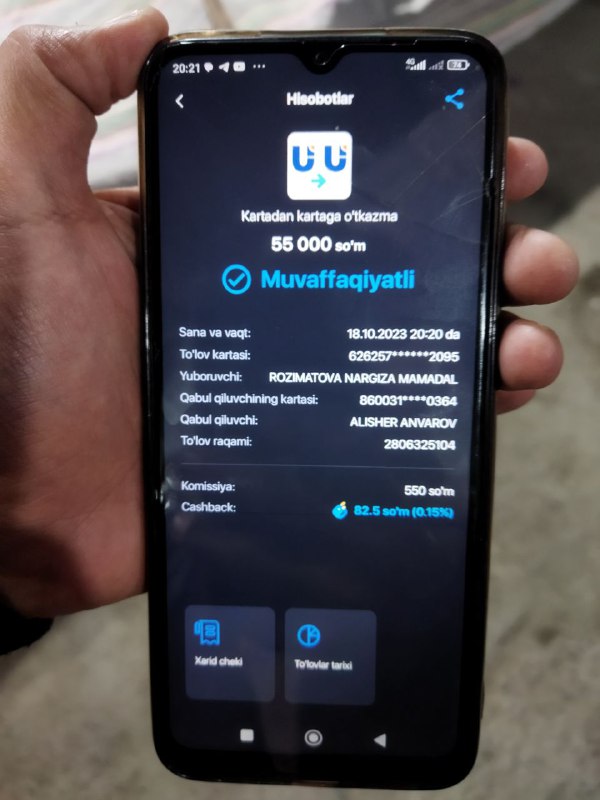 20:21
4G
74
Hisobotlar
Kartadan kartaga o'tkazma
55 000 so'm
Muvaffaqiyatli
Sana va vaqt: 18.10.2023 20:20 da
To'lov kartasi: 626257******2095
Yuboruvchi: ROZIMATOVA NARGIZA MAMADAL
Qabul qiluvchining kartasi: 860031****0364
Qabul qiluvchi: ALISHER ANVAROV
To'lov raqami: 2806325104
Komissiya: 550 so'm
Cashback: 82.5 so'm (0.15%)
Xarid cheki
To'lovlar tarixi